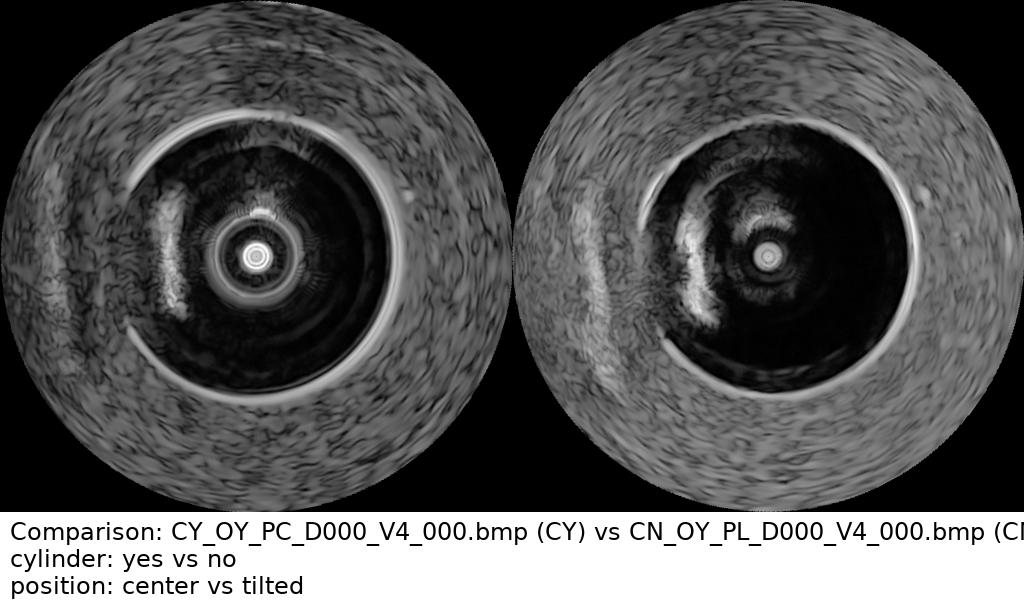 Comparison: CY_OY_PC_D000_V4_000.bmp (CY) vs CN_OY_PL_D000_V4_000.bmp
cylinder: yes vs no
position: center vs tilted